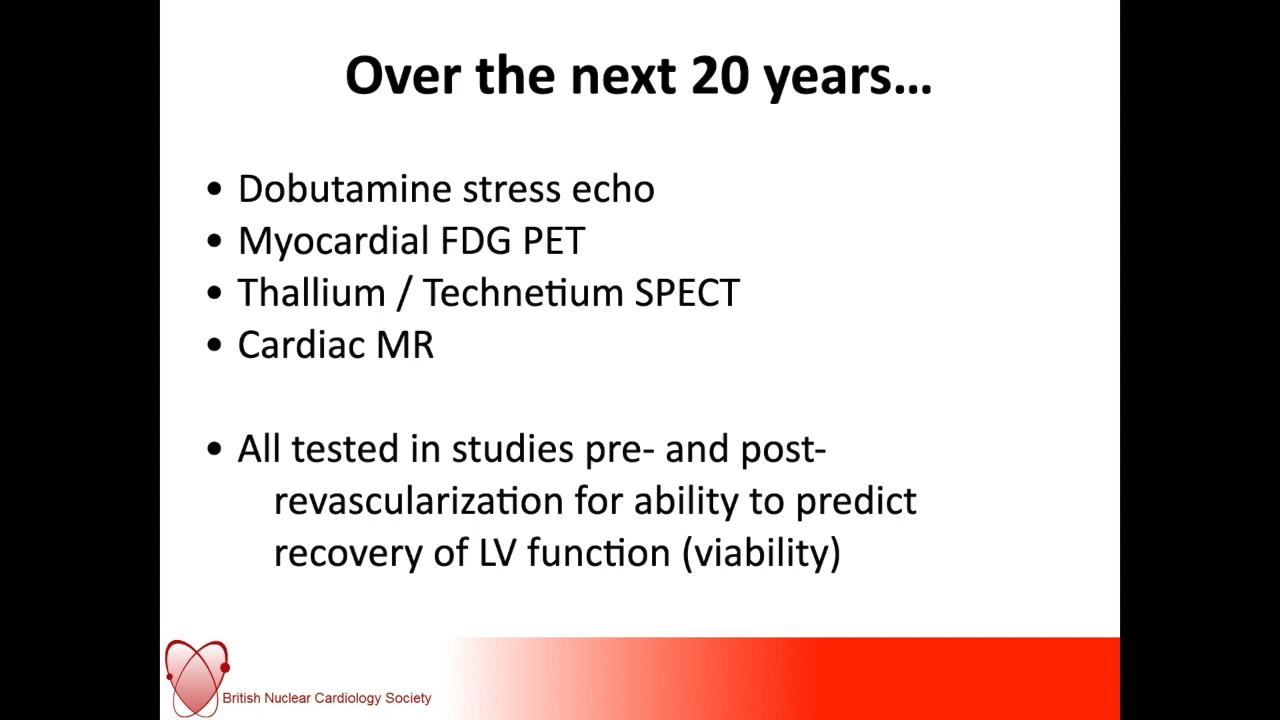 Over the next 20 years…
• Dobutamine stress echo
• Myocardial FDG PET
• Thallium / Technetium SPECT
• Cardiac MR
• All tested in studies pre- and post-
revascularization for ability to predict
recovery of LV function (viability)
British Nuclear Cardiology Society